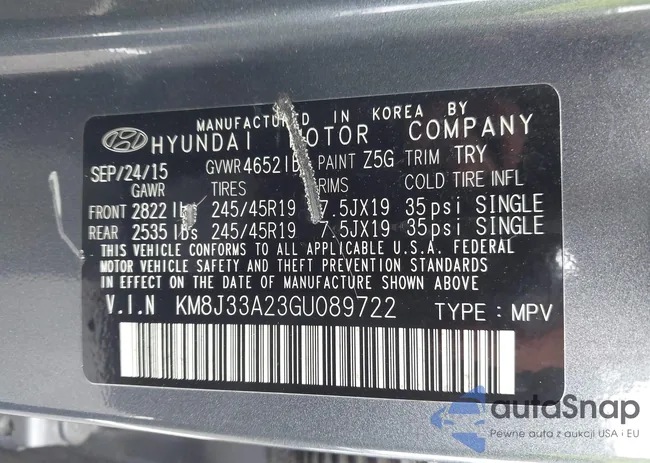 MANUFACTURED IN KOREA BY
HYUNDAI MOTOR COMPANY
SEP/24/15 GVWR 4652 lbs PAINT Z5G TRIM TRY
GAWR TIRES RIMS COLD TIRE INFL
FRONT 2822 lbs 245/45R19 7.5JX19 35psi SINGLE
REAR 2535 lbs 245/45R19 7.5JX19 35psi SINGLE
THIS VEHICLE CONFORMS TO ALL APPLICABLE U.S.A. FEDERAL
MOTOR VEHICLE SAFETY AND THEFT PREVENTION STANDARDS
IN EFFECT ON THE DATE OF MANUFACTURE SHOWN ABOVE
V.I.N KM8J33A23GU089722 TYPE : MPV
autoSnap
Pewne auta z aukcji USA i EU